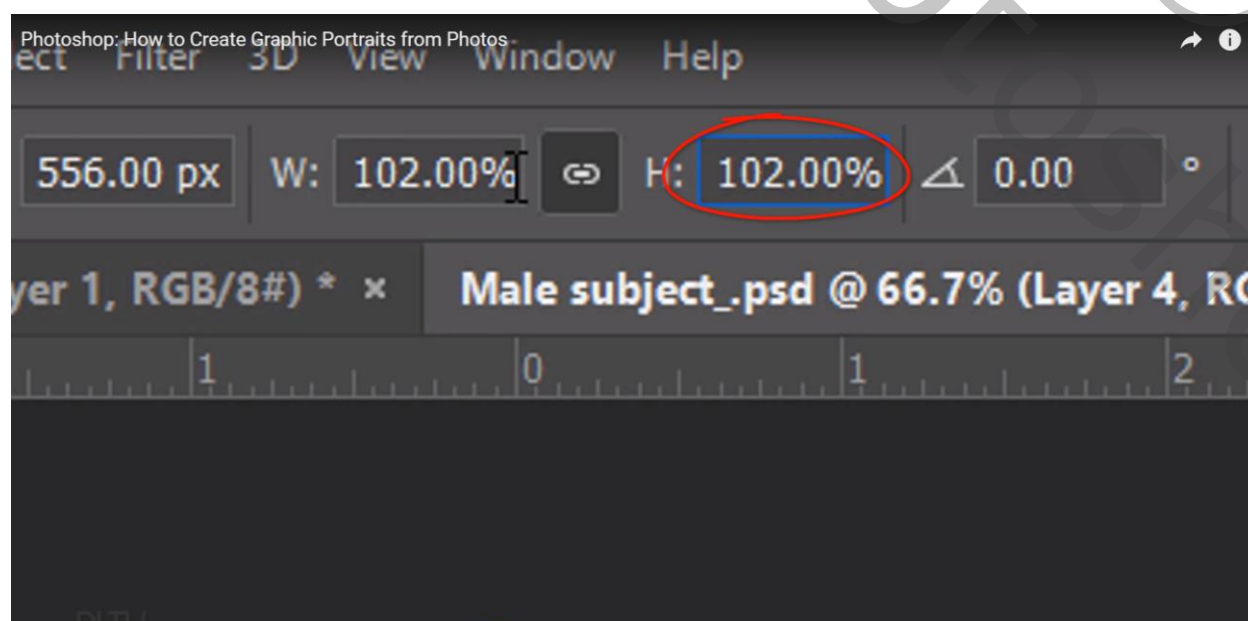 Photoshop: How to Create Graphic Portraits from Photos
ect Filter 3D View Window Help
556.00 px W: 102.00% H: 102.00% 0.00 °
yer 1, RGB/8#) * × Male subject_.psd @ 66.7% (Layer 4, RG
1 0 1 2